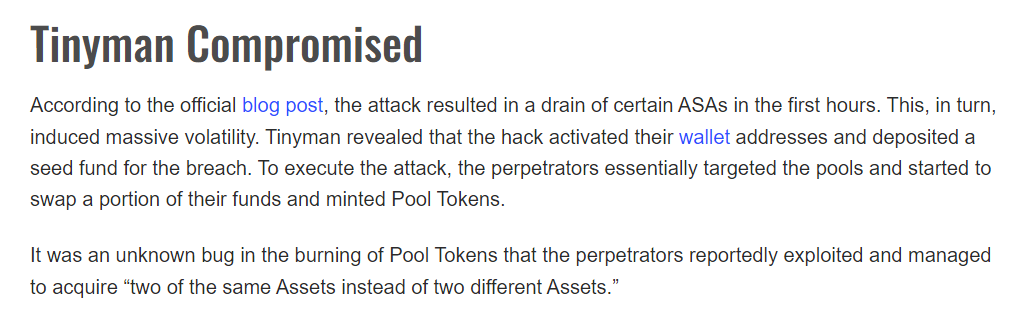 Tinyman Compromised
According to the official blog post, the attack resulted in a drain of certain ASAs in the first hours. This, in turn,
induced massive volatility. Tinyman revealed that the hack activated their wallet addresses and deposited a
seed fund for the breach. To execute the attack, the perpetrators essentially targeted the pools and started to
swap a portion of their funds and minted Pool Tokens.
It was an unknown bug in the burning of Pool Tokens that the perpetrators reportedly exploited and managed
to acquire “two of the same Assets instead of two different Assets.”